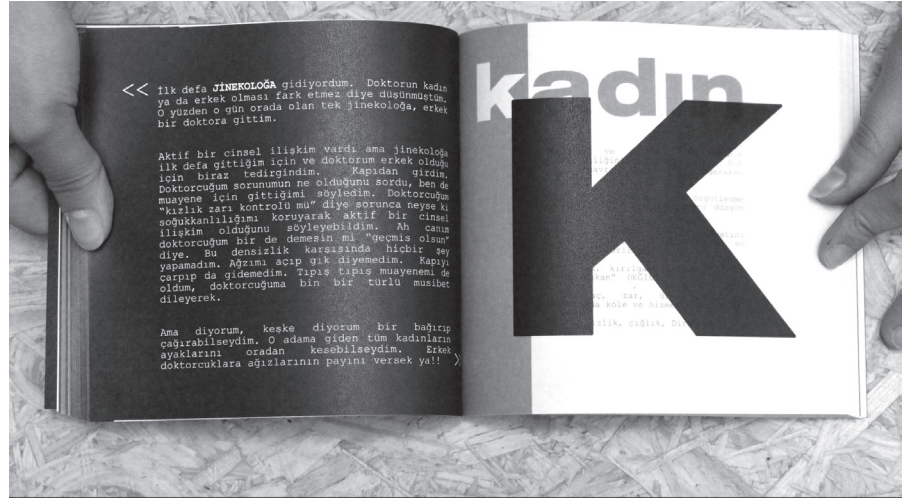 << İlk defa JİNEKOLOĞA gidiyordum. Doktorun kadın
ya da erkek olması fark etmez diye düşünmüştüm.
O yüzden o gün orada olan tek jinekoloğa, erkek
bir doktora gittim.
Aktif bir cinsel ilişkim vardı ama jinekoloğa
ilk defa gittiğim için ve doktorum erkek olduğu
için biraz tedirgindim. Kapıdan girdim.
Doktorcuğum sorunumun ne olduğunu sordu, ben de
muayene için gittiğimi söyledim. Doktorcuğum
“kızlık zarı kontrolü mü” diye sorunca neyse ki
soğukkanlılığımı koruyarak aktif bir cinsel
ilişkim olduğunu söyleyebildim. Ah canım
doktorcuğum bir de demesin mi “geçmiş olsun”
diye. Bu densizlik karşısında hiçbir şey
yapamadım. Ağzımı açıp gık diyemedim. Kapıyı
çarpıp da gidemedim. Tıpış tıpış muayenemi de
oldum, doktorcuğuma bin bir türlü musibet
dileyerek.
Ama diyorum, keşke diyorum bir bağırıp
çağırabilseydim. O adama giden tüm kadınların
ayaklarını oradan kesebilseydim. Erkek
doktorcuklara ağızlarının payını versek ya!! >>
kadın
K
ve
zar,
köle ve
çığlık,